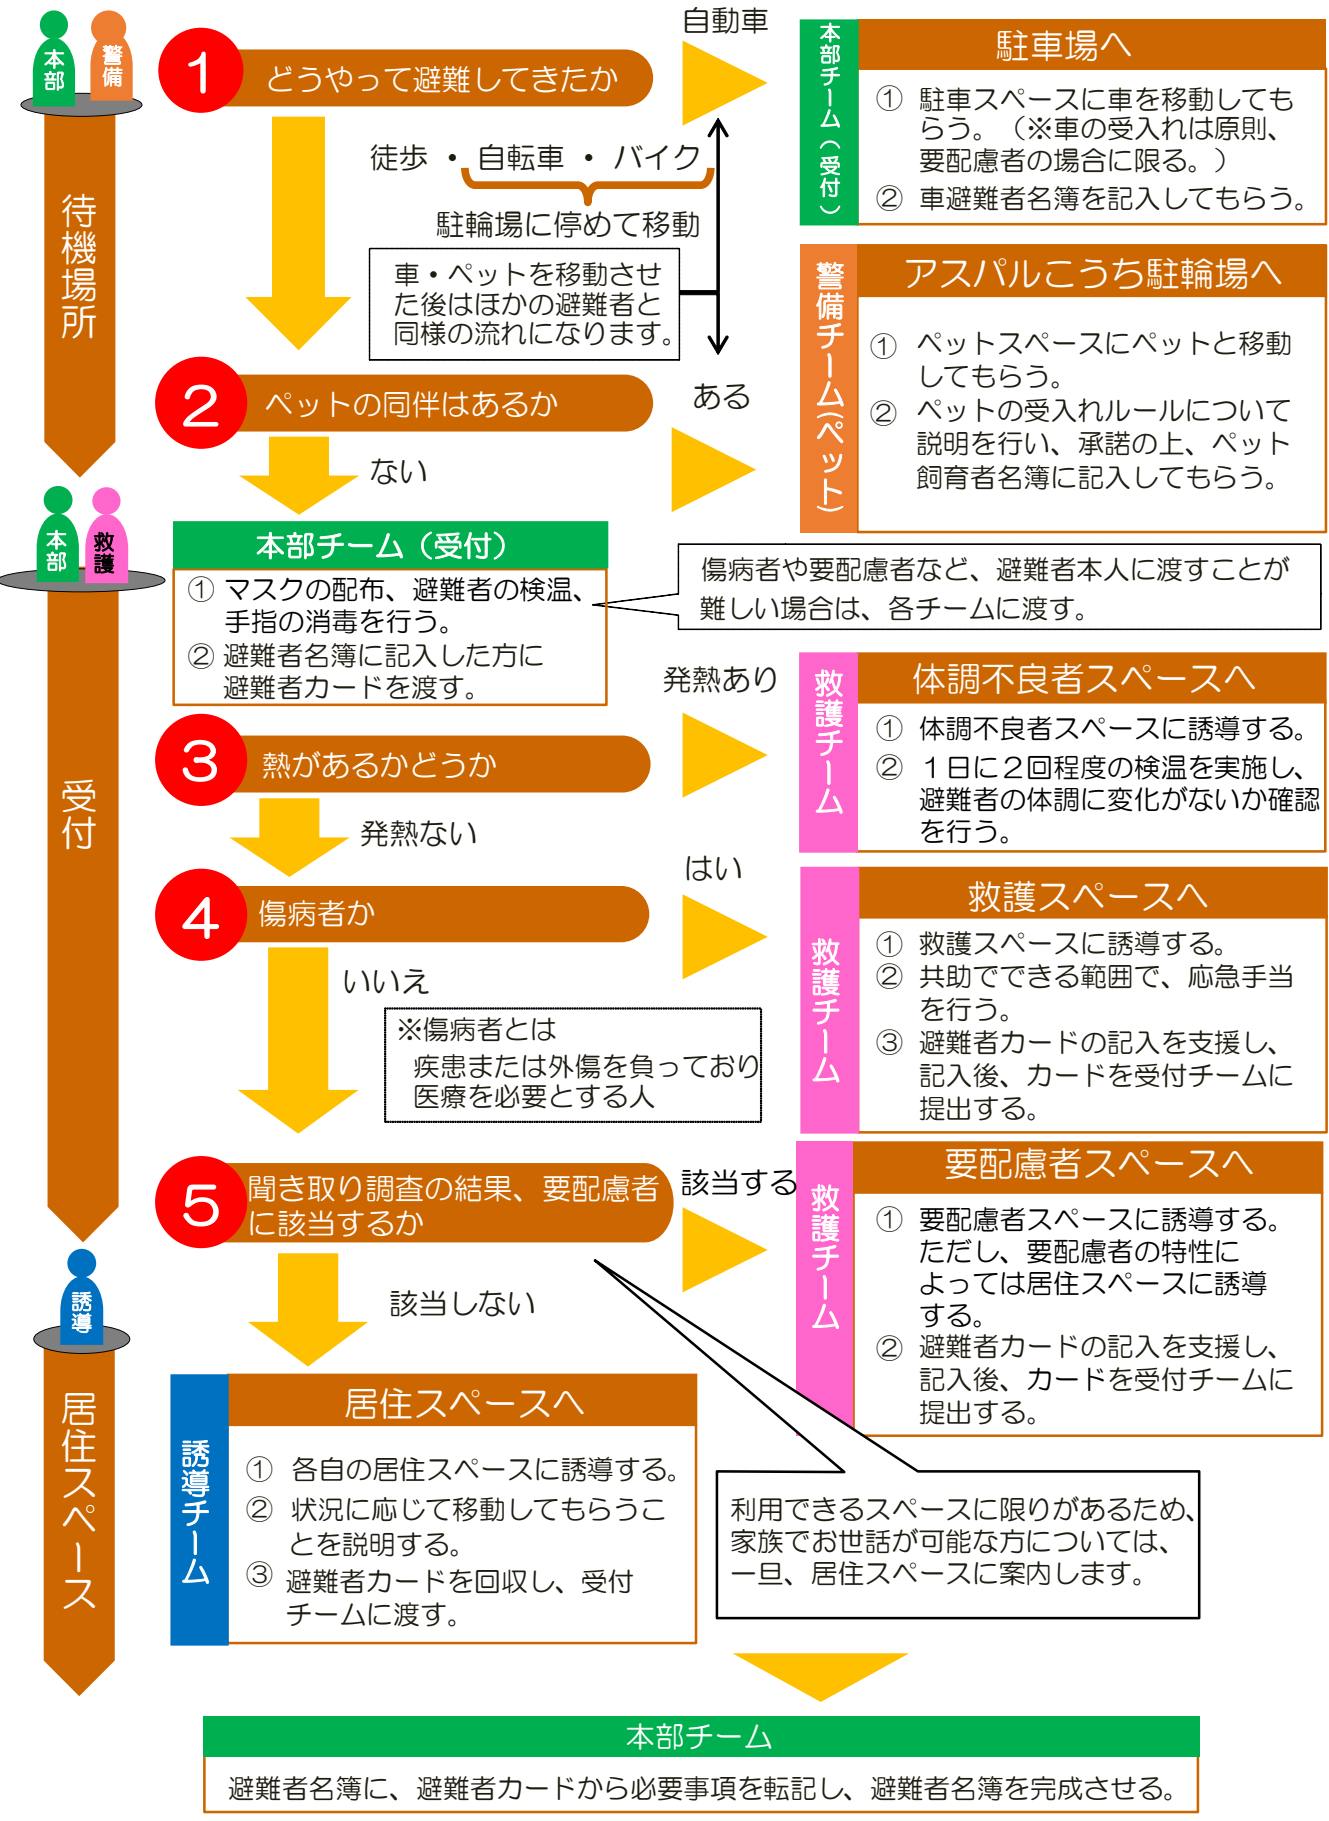 本部
警備
待機場所
1
どうやって避難してきたか
自動車
徒歩 ・ 自転車 ・ バイク
駐輪場に停めて移動
車・ペットを移動させ
た後はほかの避難者と
同様の流れになります。
本部チーム（受付）
駐車場へ
① 駐車スペースに車を移動しても
らう。（※車の受入れは原則、
要配慮者の場合に限る。）
② 車避難者名簿を記入してもらう。
2
ペットの同伴はあるか
ある
ない
警備チーム(ペット)
アスパルこうち駐輪場へ
① ペットスペースにペットと移動
してもらう。
② ペットの受入れルールについて
説明を行い、承諾の上、ペット
飼育者名簿に記入してもらう。
本部
救護
受付
本部チーム（受付）
① マスクの配布、避難者の検温、
手指の消毒を行う。
② 避難者名簿に記入した方に
避難者カードを渡す。
傷病者や要配慮者など、避難者本人に渡すことが
難しい場合は、各チームに渡す。
3
熱があるかどうか
発熱あり
発熱ない
救護チーム
体調不良者スペースへ
① 体調不良者スペースに誘導する。
② １日に２回程度の検温を実施し、
避難者の体調に変化がないか確認
を行う。
4
傷病者か
はい
いいえ
※傷病者とは
疾患または外傷を負っており
医療を必要とする人
救護チーム
救護スペースへ
① 救護スペースに誘導する。
② 共助でできる範囲で、応急手当
を行う。
③ 避難者カードの記入を支援し、
記入後、カードを受付チームに
提出する。
5
聞き取り調査の結果、要配慮者
に該当するか
該当する
該当しない
救護チーム
要配慮者スペースへ
① 要配慮者スペースに誘導する。
ただし、要配慮者の特性に
よっては居住スペースに誘導
する。
② 避難者カードの記入を支援し、
記入後、カードを受付チームに
提出する。
誘導
居住スペース
誘導チーム
居住スペースへ
① 各自の居住スペースに誘導する。
② 状況に応じて移動してもらうこ
とを説明する。
③ 避難者カードを回収し、受付
チームに渡す。
利用できるスペースに限りがあるため、
家族でお世話が可能な方については、
一旦、居住スペースに案内します。
本部チーム
避難者名簿に、避難者カードから必要事項を転記し、避難者名簿を完成させる。